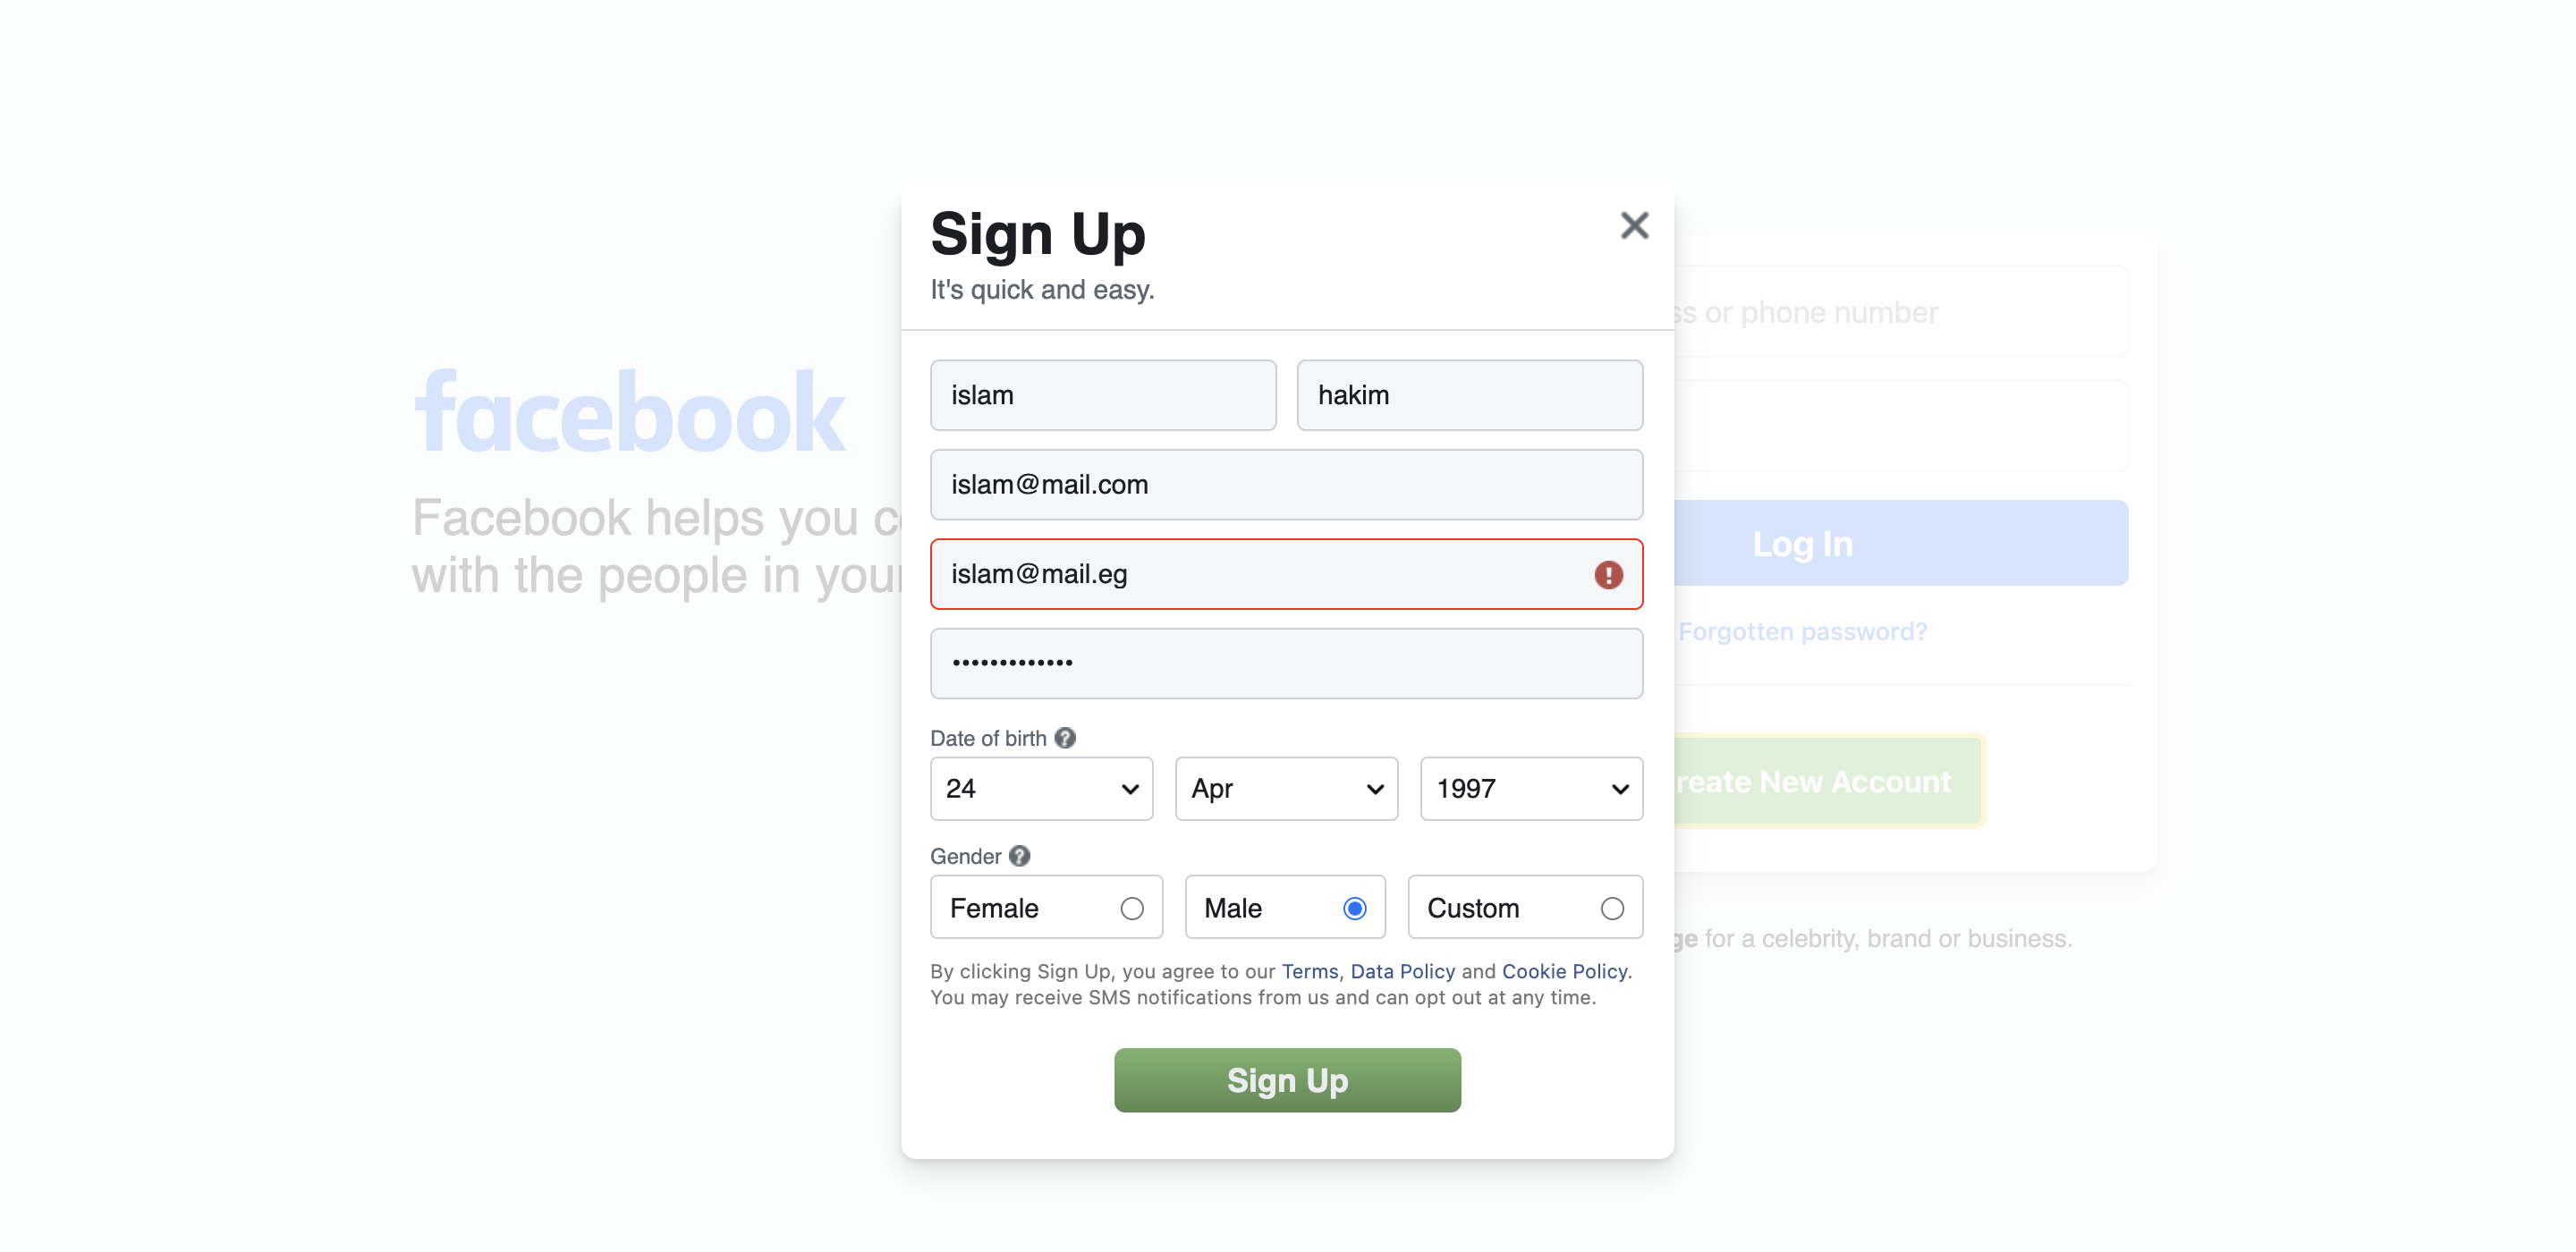 facebook
Facebook helps you
with the people in your
Sign Up
It's quick and easy.
islam
hakim
islam@mail.com
islam@mail.eg
•••••••••••••
Date of birth
24
Apr
1997
Gender
Female
Male
Custom
By clicking Sign Up, you agree to our Terms, Data Policy and Cookie Policy.
You may receive SMS notifications from us and can opt out at any time.
Sign Up
or phone number
Log In
Forgotten password?
New Account
for a celebrity, brand or business.